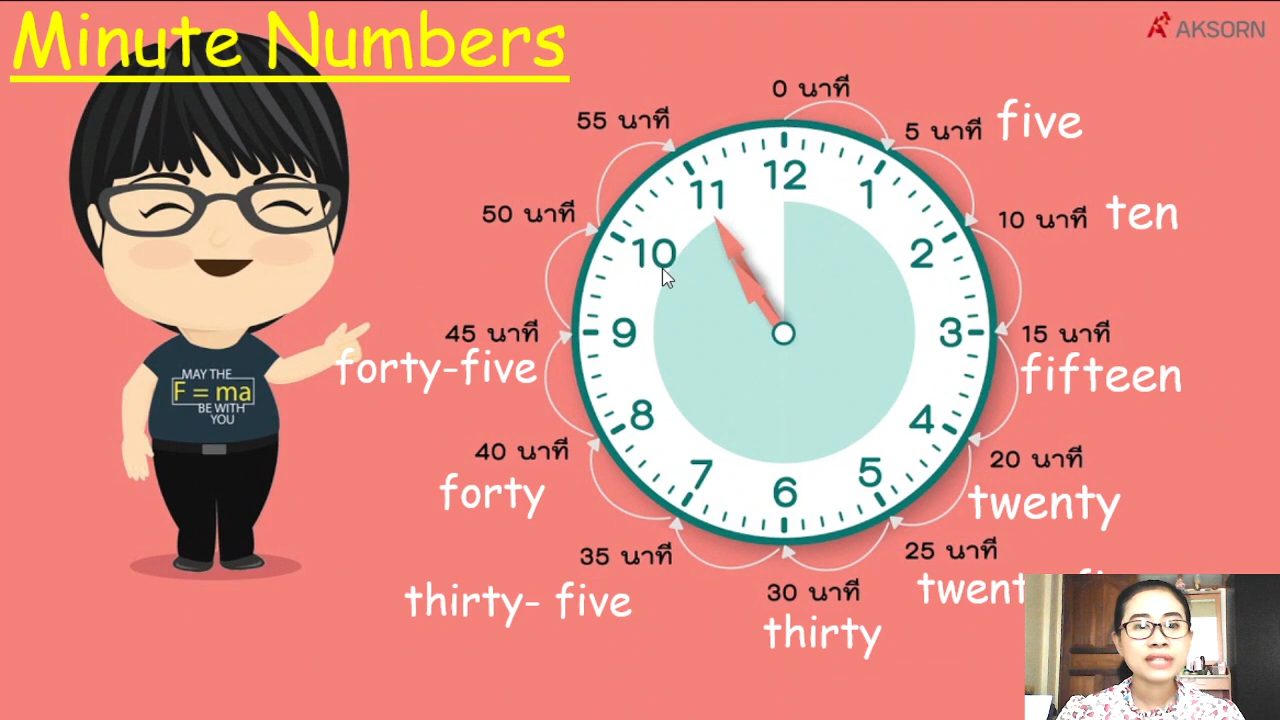 Minute Numbers
AKSORN
0 นาที
55 นาที
5 นาที five
50 นาที
10 นาที ten
12
11
1
10
2
9
3
8
4
7
5
6
45 นาที
forty-five
15 นาที
fifteen
MAY THE
F = ma
BE WITH
YOU
40 นาที
forty
20 นาที
twenty
35 นาที
thirty- five
25 นาที
30 นาที
thirty